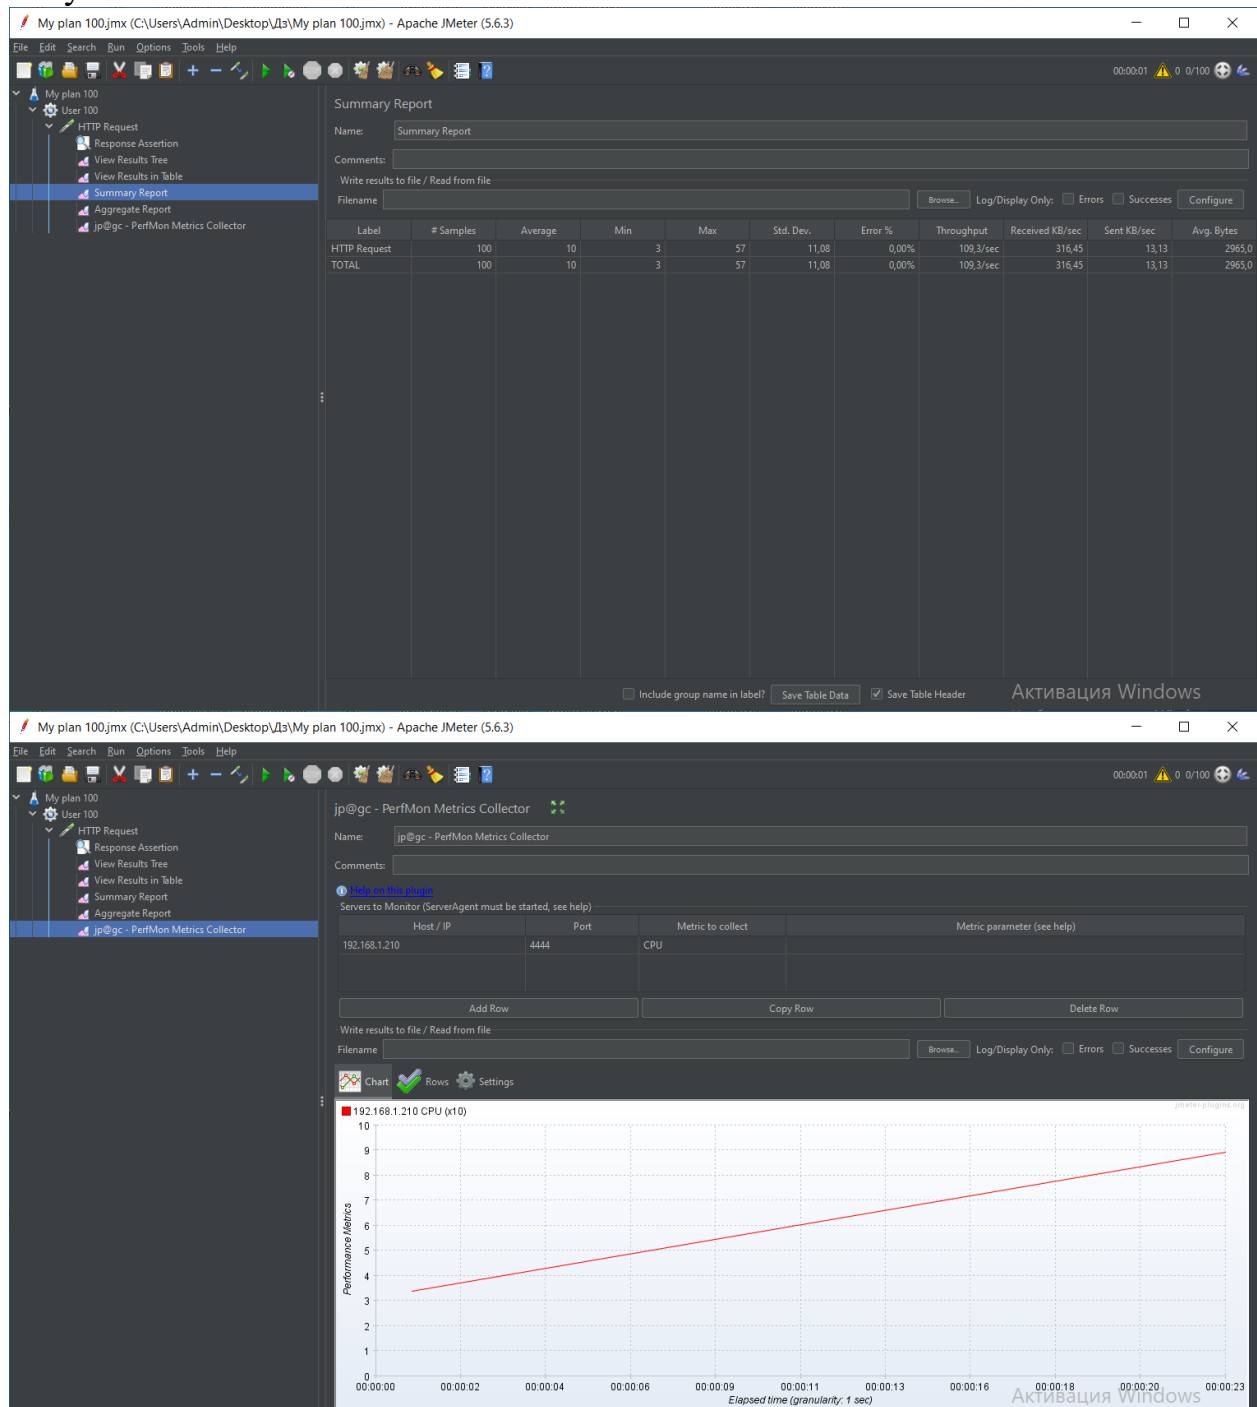 My plan 100.jmx (C:\Users\Admin\Desktop\Дз\My plan 100.jmx) - Apache JMeter (5.6.3)
File Edit Search Run Options Tools Help
00:00:01 0 0/100
My plan 100
User 100
HTTP Request
Response Assertion
View Results Tree
View Results in Table
Summary Report
Aggregate Report
jp@gc - PerfMon Metrics Collector
Summary Report
Name: Summary Report
Comments:
Write results to file / Read from file
Filename Browse... Log/Display Only: Errors Successes Configure
Label # Samples Average Min Max Std. Dev. Error % Throughput Received KB/sec Sent KB/sec Avg. Bytes
HTTP Request 100 10 3 57 11,08 0,00% 109,3/sec 316,45 13,13 2965,0
TOTAL 100 10 3 57 11,08 0,00% 109,3/sec 316,45 13,13 2965,0
Include group name in label? Save Table Data Save Table Header
Активация Windows
My plan 100.jmx (C:\Users\Admin\Desktop\Дз\My plan 100.jmx) - Apache JMeter (5.6.3)
File Edit Search Run Options Tools Help
00:00:01 0 0/100
My plan 100
User 100
HTTP Request
Response Assertion
View Results Tree
View Results in Table
Summary Report
Aggregate Report
jp@gc - PerfMon Metrics Collector
jp@gc - PerfMon Metrics Collector
Name: jp@gc - PerfMon Metrics Collector
Comments:
Help on this plugin
Servers to Monitor (ServerAgent must be started, see help)
Host / IP Port Metric to collect Metric parameter (see help)
192.168.1.210 4444 CPU
Add Row Copy Row Delete Row
Write results to file / Read from file
Filename Browse... Log/Display Only: Errors Successes Configure
Chart Rows Settings
192.168.1.210 CPU (x10)
jmeter-plugins.org
10
9
8
7
6
5
4
3
2
1
0
Performance Metrics
00:00:00 00:00:02 00:00:04 00:00:06 00:00:09 00:00:11 00:00:13 00:00:16 00:00:18 00:00:20 00:00:23
Elapsed time (granularity: 1 sec)
Активация Windows